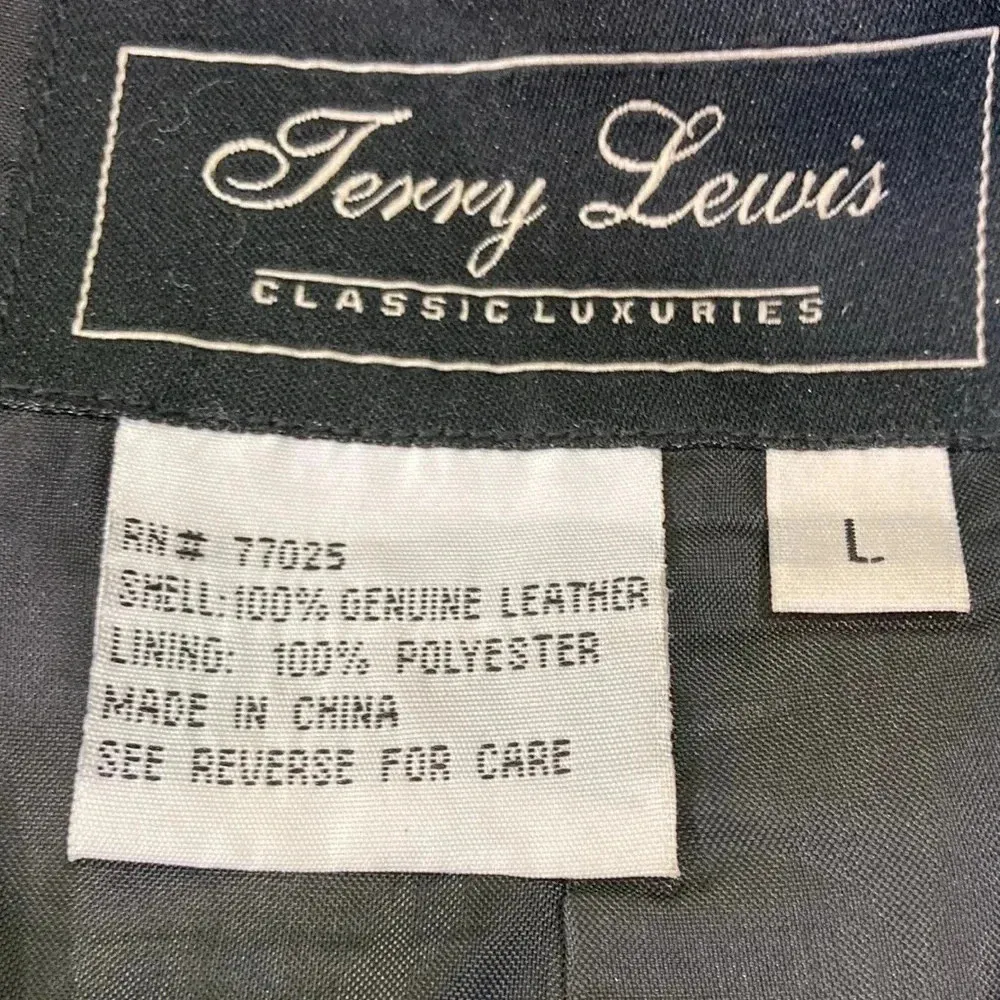 Terry Lewis
CLASSIC LUXURIES
RN# 77025
SHELL: 100% GENUINE LEATHER
LINING: 100% POLYESTER
MADE IN CHINA
SEE REVERSE FOR CARE
L